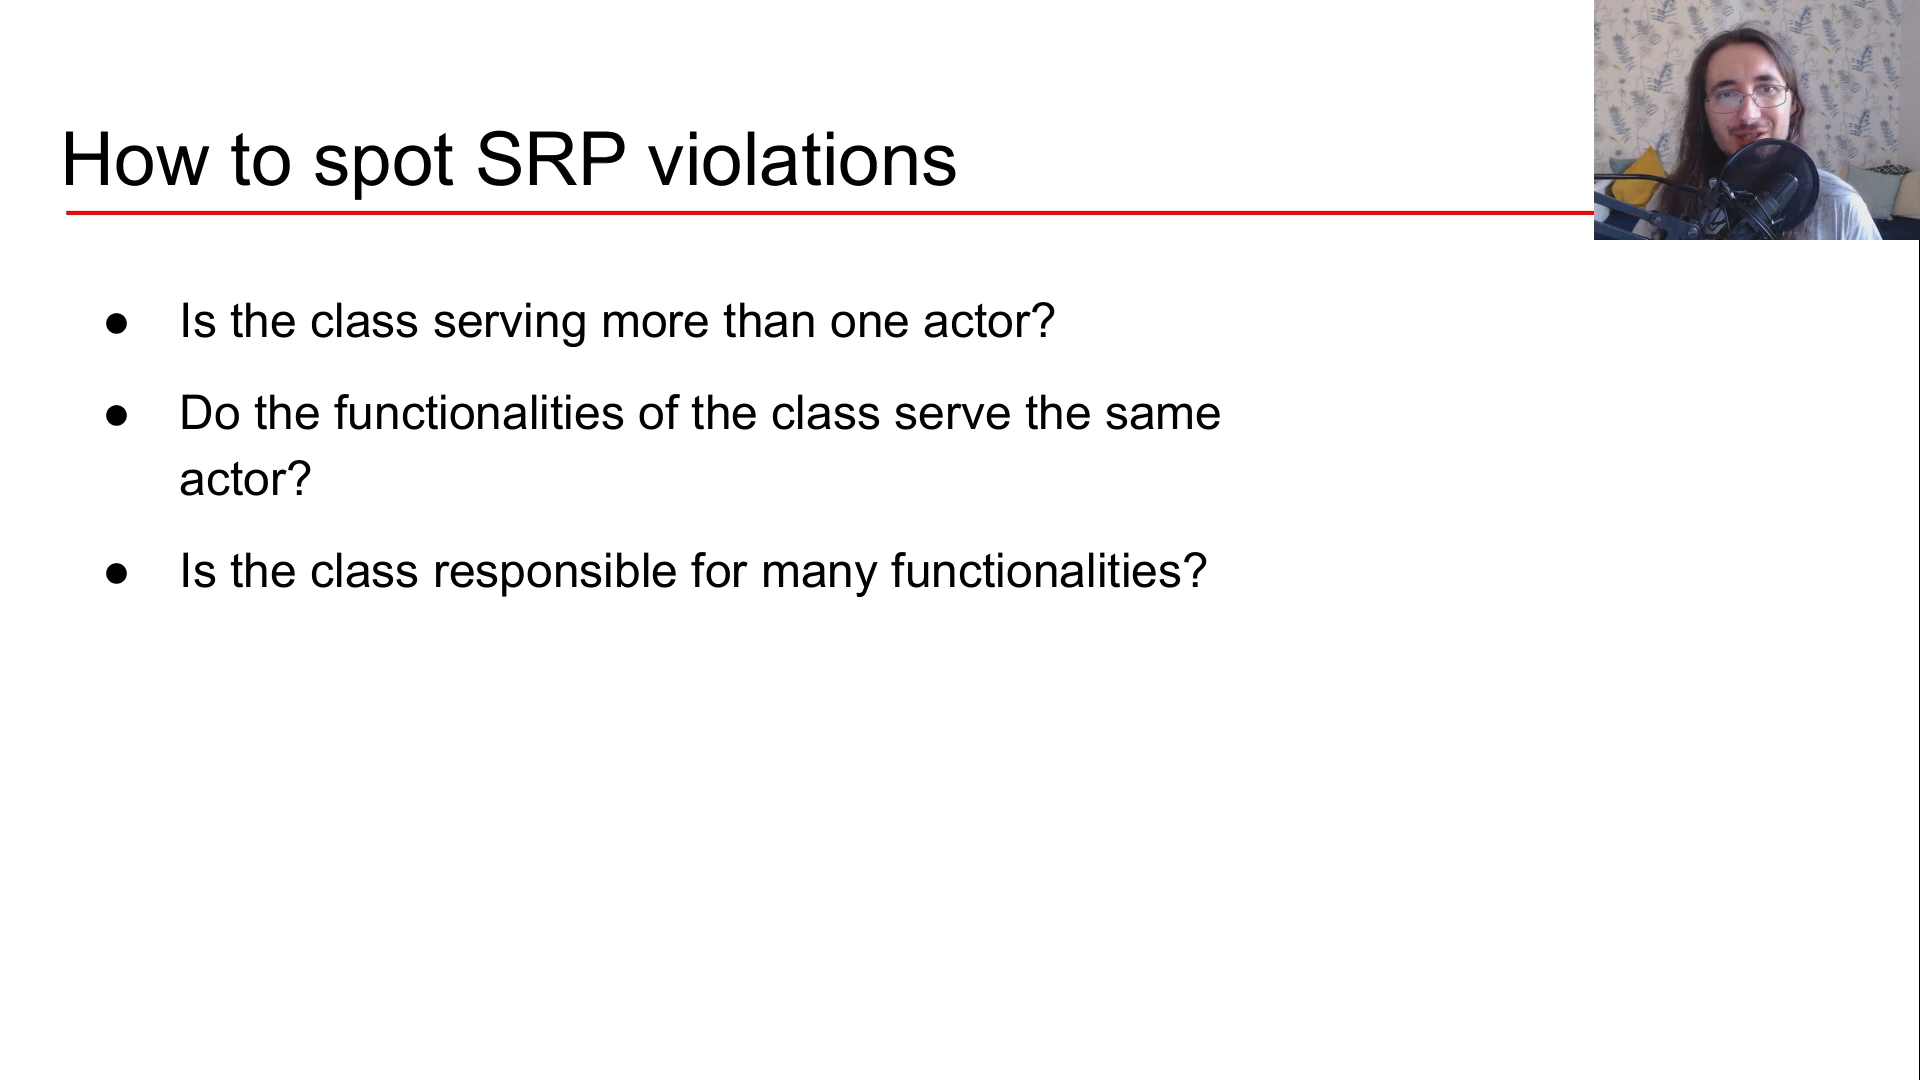 How to spot SRP violations
● Is the class serving more than one actor?
● Do the functionalities of the class serve the same
actor?
● Is the class responsible for many functionalities?